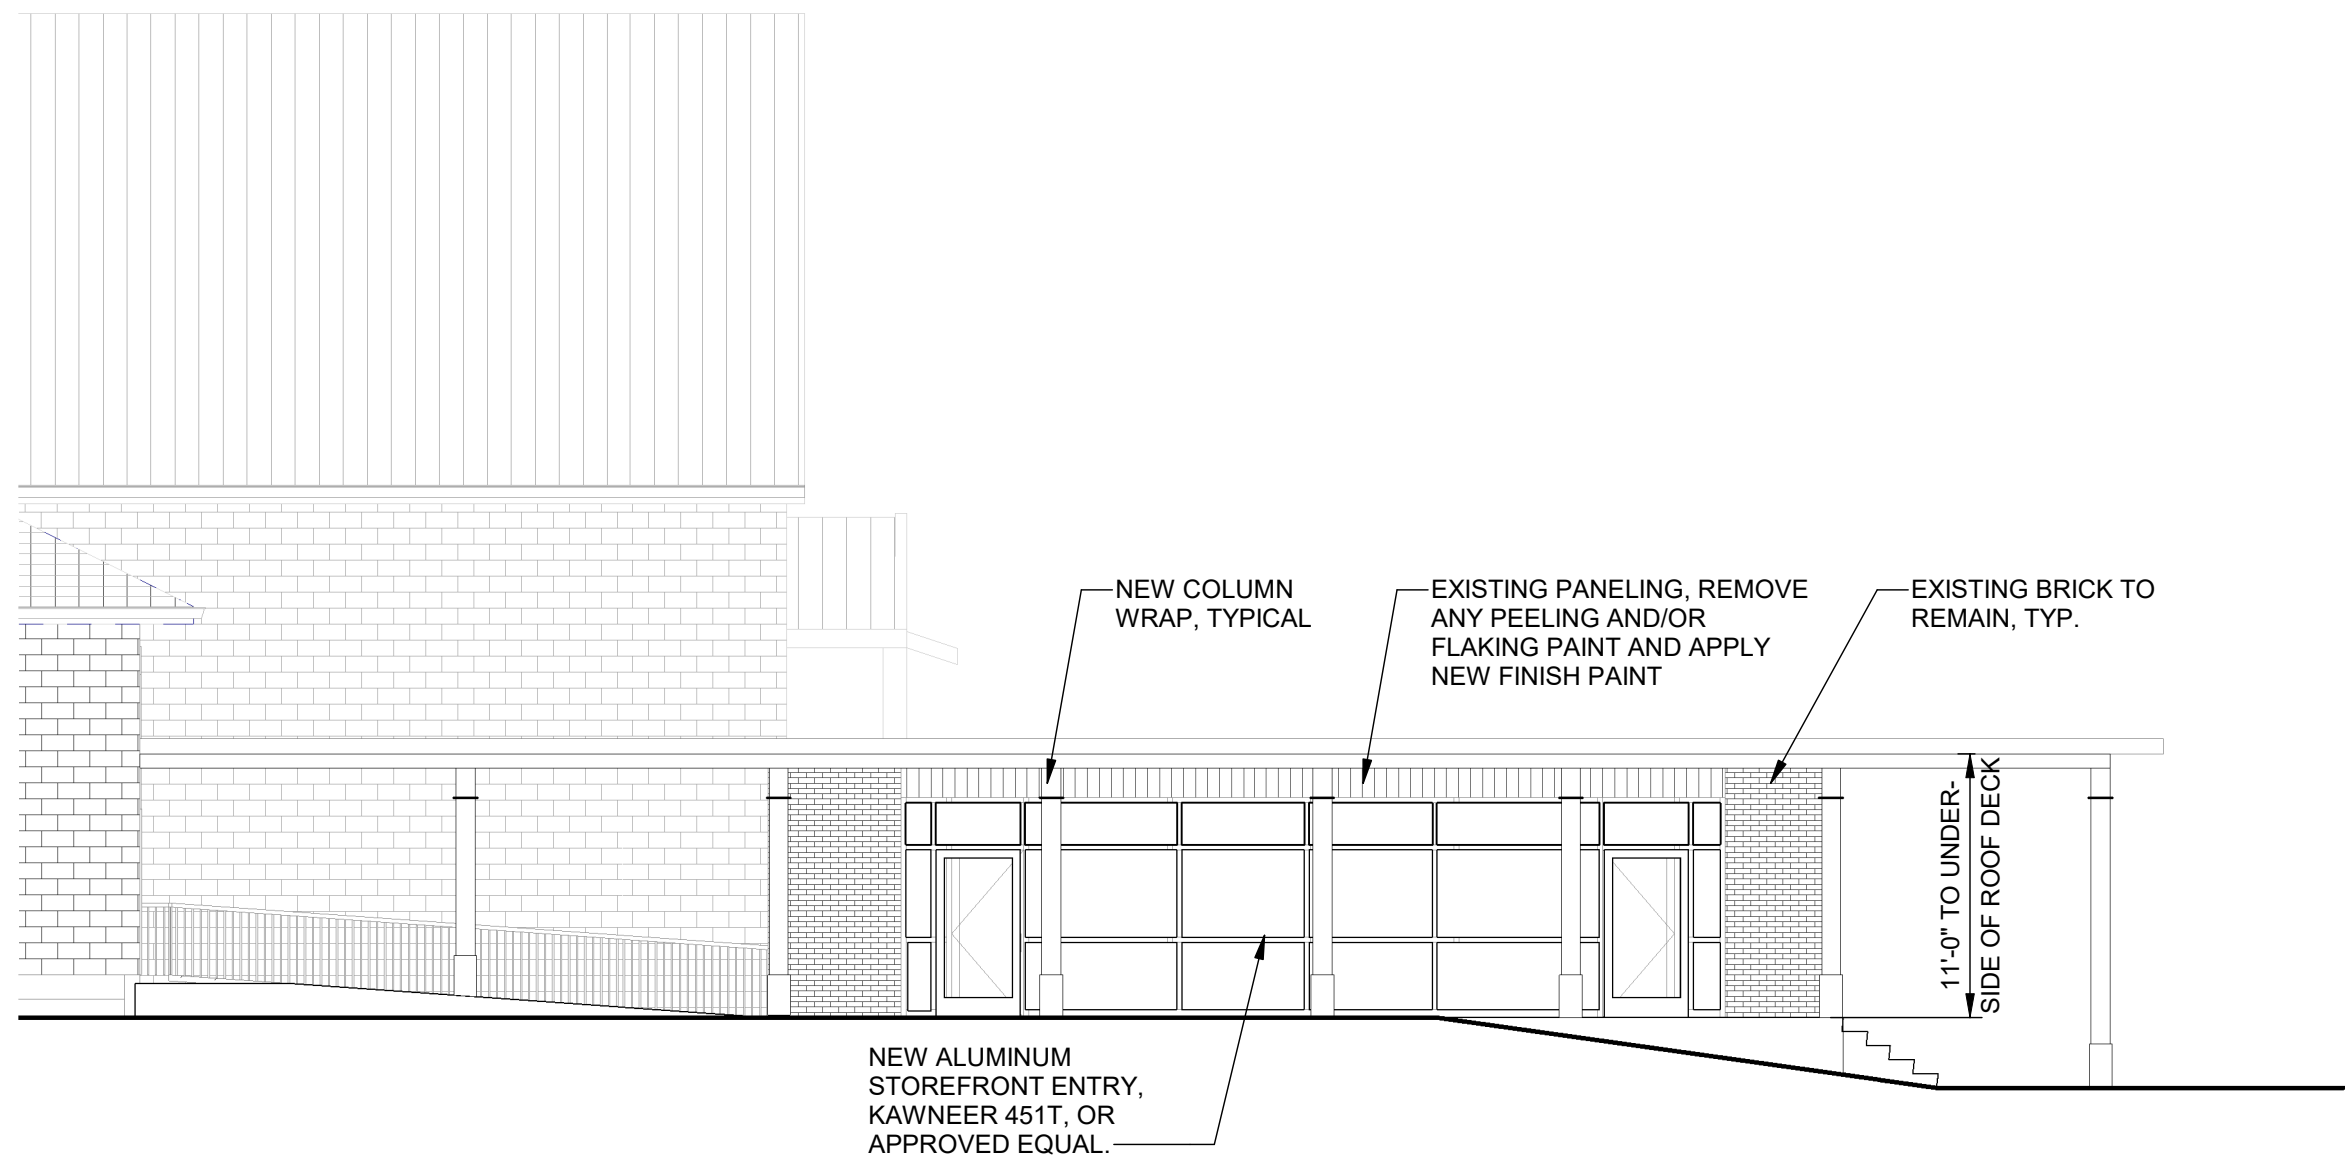 NEW COLUMN
WRAP, TYPICAL
EXISTING PANELING, REMOVE
ANY PEELING AND/OR
FLAKING PAINT AND APPLY
NEW FINISH PAINT
EXISTING BRICK TO
REMAIN, TYP.
11'-0" TO UNDER-
SIDE OF ROOF DECK
NEW ALUMINUM
STOREFRONT ENTRY,
KAWNEER 451T, OR
APPROVED EQUAL.